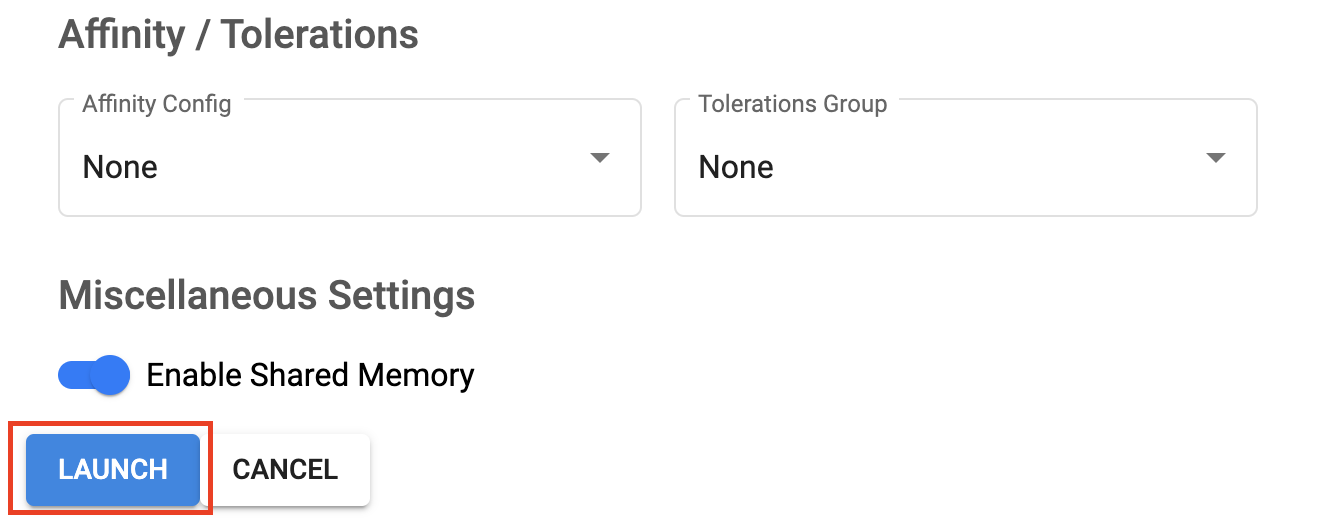 Affinity / Tolerations
Affinity Config
Tolerations Group
None
None
Miscellaneous Settings
Enable Shared Memory
LAUNCH
CANCEL